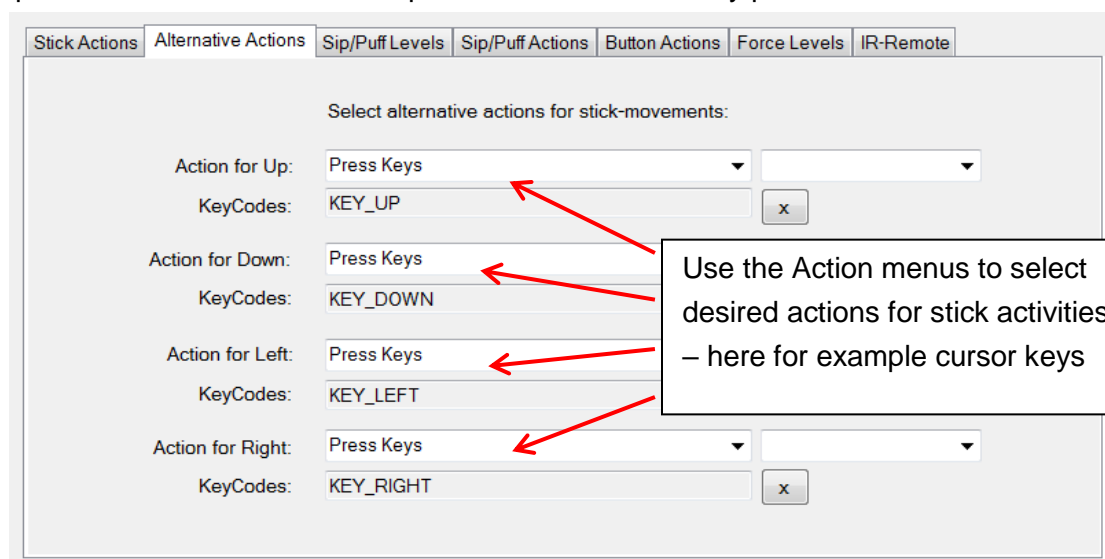 Stick Actions Alternative Actions Sip/Puff Levels Sip/Puff Actions Button Actions Force Levels IR-Remote
Select alternative actions for stick-movements:
Action for Up: Press Keys
KeyCodes: KEY_UP x
Action for Down: Press Keys
KeyCodes: KEY_DOWN
Action for Left: Press Keys
KeyCodes: KEY_LEFT
Action for Right: Press Keys
KeyCodes: KEY_RIGHT x
Use the Action menus to select
desired actions for stick activities
– here for example cursor keys